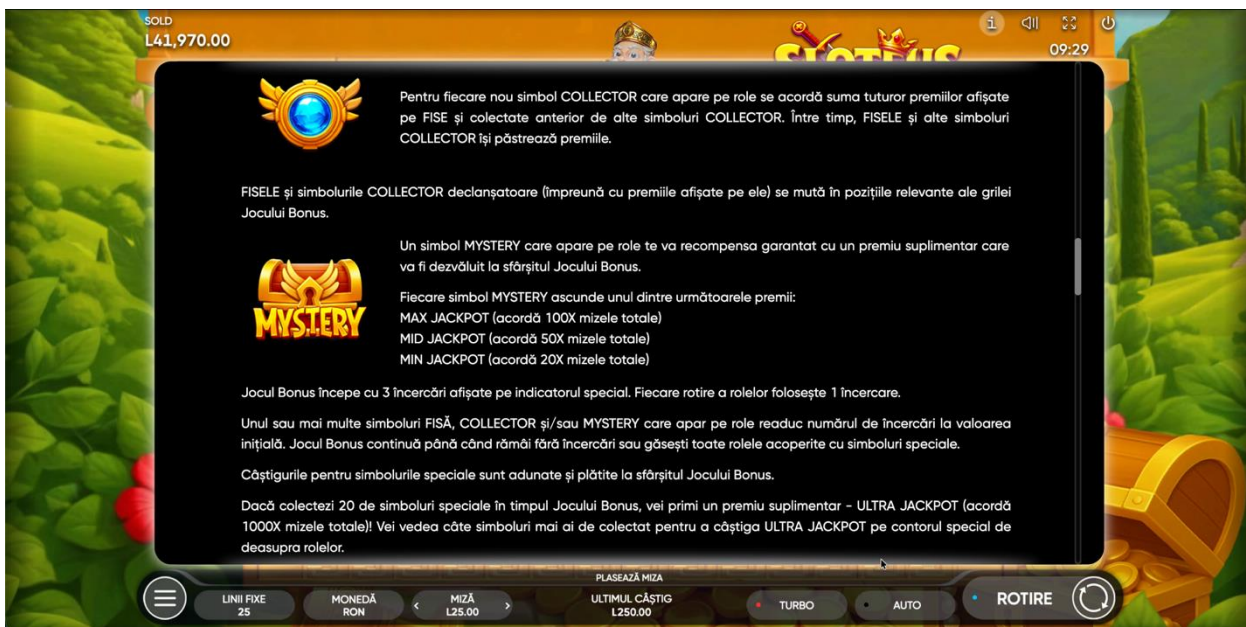 SOLD
L41,970.00
09:29
Pentru fiecare nou simbol COLLECTOR care apare pe role se acordă suma tuturor premiilor afișate
pe FISE și colectate anterior de alte simboluri COLLECTOR. Între timp, FISELE și alte simboluri
COLLECTOR își păstrează premiile.
FISELE și simbolurile COLLECTOR declanșatoare (împreună cu premiile afișate pe ele) se mută în pozițiile relevante ale grilei
Jocului Bonus.
Un simbol MYSTERY care apare pe role te va recompensa garantat cu un premiu suplimentar care
va fi dezvăluit la sfârșitul Jocului Bonus.
MYSTERY
Fiecare simbol MYSTERY ascunde unul dintre următoarele premii:
MAX JACKPOT (acordă 100X mizele totale)
MID JACKPOT (acordă 50X mizele totale)
MIN JACKPOT (acordă 20X mizele totale)
Jocul Bonus începe cu 3 încercări afișate pe indicatorul special. Fiecare rotire a rolelor folosește 1 încercare.
Unul sau mai multe simboluri FISĂ, COLLECTOR și/sau MYSTERY care apar pe role readuc numărul de încercări la valoarea
inițială. Jocul Bonus continuă până când rămâi fără încercări sau găsești toate rolele acoperite cu simboluri speciale.
Câștigurile pentru simbolurile speciale sunt adunate și plătite la sfârșitul Jocului Bonus.
Dacă colectezi 20 de simboluri speciale în timpul Jocului Bonus, vei primi un premiu suplimentar - ULTRA JACKPOT (acordă
1000X mizele totale)! Vei vedea câte simboluri mai ai de colectat pentru a câștiga ULTRA JACKPOT pe contorul special de
deasupra rolelor.
PLASEAZĂ MIZA
LINII FIXE
25
MONEDĂ
RON
MIZĂ
L25.00
ULTIMUL CÂȘTIG
L250.00
TURBO
AUTO
ROTIRE